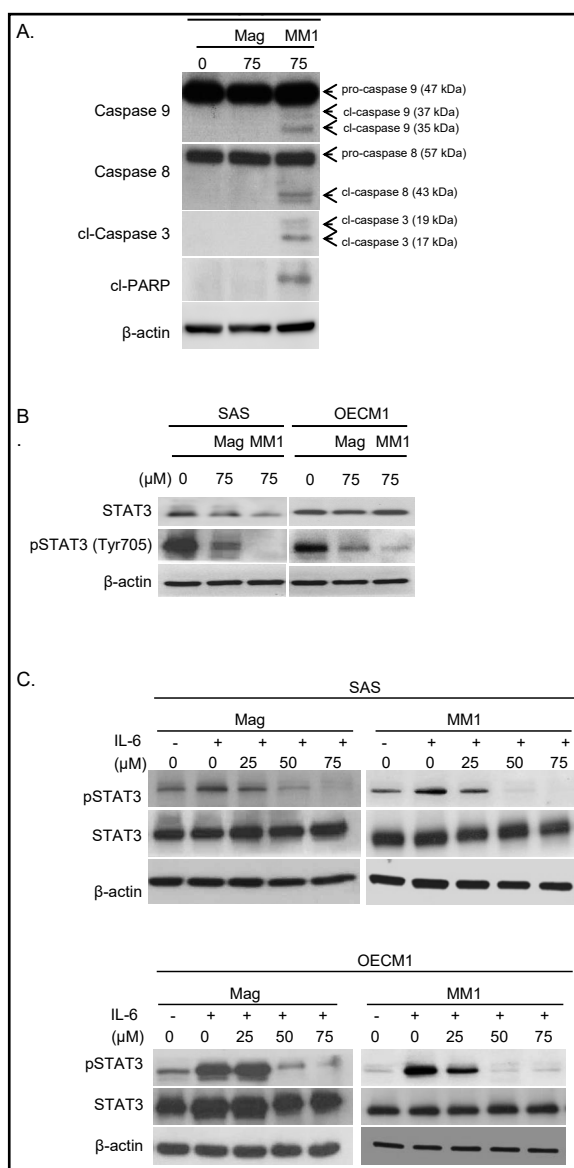 A.
Mag MM1
0 75 75
Caspase 9
pro-caspase 9 (47 kDa)
cl-caspase 9 (37 kDa)
cl-caspase 9 (35 kDa)
Caspase 8
pro-caspase 8 (57 kDa)
cl-caspase 8 (43 kDa)
cl-Caspase 3
cl-caspase 3 (19 kDa)
cl-caspase 3 (17 kDa)
cl-PARP
β-actin
B
.
SAS OECM1
Mag MM1 Mag MM1
(μM) 0 75 75 0 75 75
STAT3
pSTAT3 (Tyr705)
β-actin
C.
SAS
Mag MM1
IL-6 - + + + + - + + + +
(μM) 0 0 25 50 75 0 0 25 50 75
pSTAT3
STAT3
β-actin
OECM1
Mag MM1
IL-6 - + + + + - + + + +
(μM) 0 0 25 50 75 0 0 25 50 75
pSTAT3
STAT3
β-actin